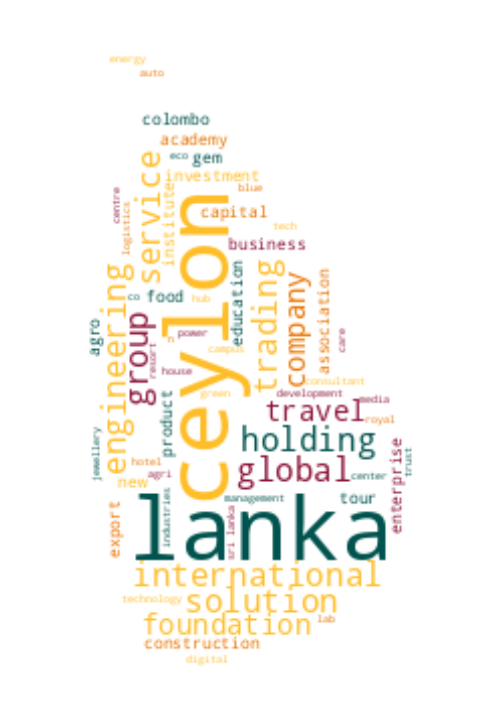 energy
auto
colombo
academy
eco
gem
service
institute
investment
blue
centre
logistics
capital
ceylon
tech
business
engineering
education
trading
company
association
co
food
hub
agro
group
n
power
care
campus
resort
house
consultant
green
development
media
product
travel
royal
jewellery
holding
hotel
agri
global
center
enterprise
trust
new
industries
lanka
management
tour
export
sri lanka
international
technology
solution
foundation
lab
construction
digital